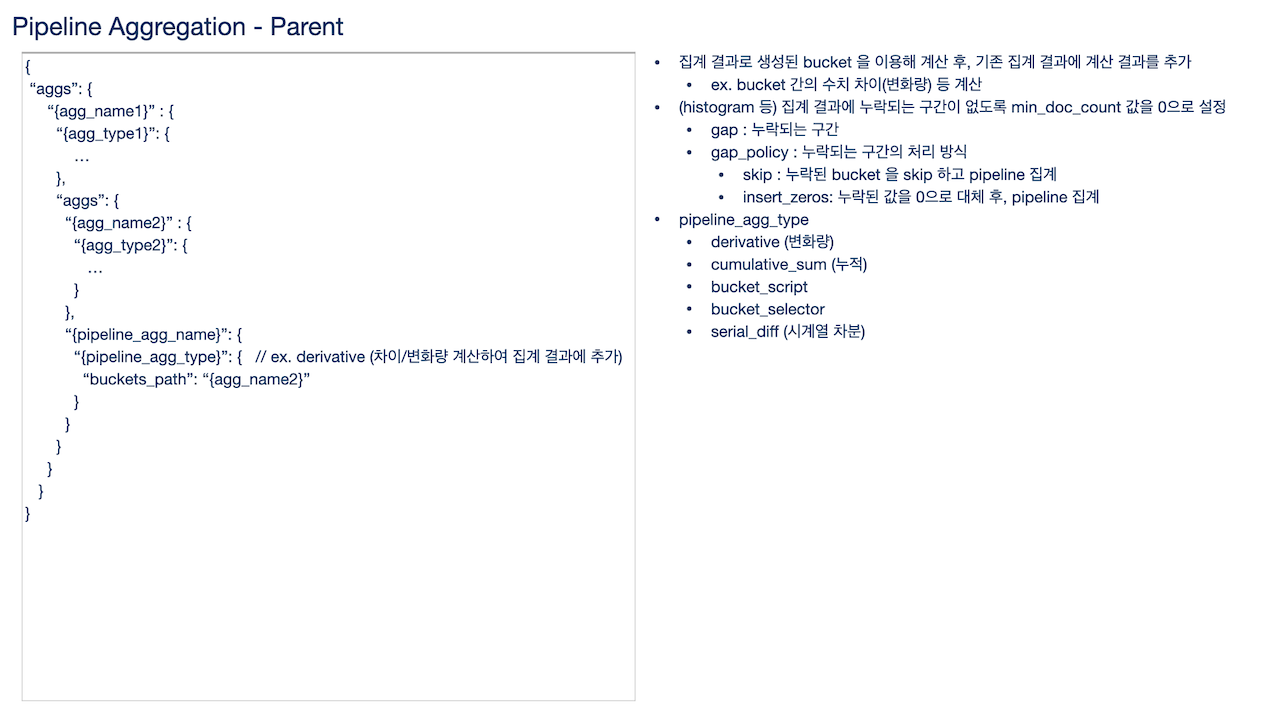 Pipeline Aggregation - Parent
{
“aggs”: {
“{agg_name1}” : {
“{agg_type1}”: {
…
},
“aggs”: {
“{agg_name2}” : {
“{agg_type2}”: {
…
}
},
“{pipeline_agg_name}”: {
“{pipeline_agg_type}”: { // ex. derivative (차이/변화량 계산하여 집계 결과에 추가)
“buckets_path”: “{agg_name2}”
}
}
}
}
}
}
• 집계 결과로 생성된 bucket 을 이용해 계산 후, 기존 집계 결과에 계산 결과를 추가
• ex. bucket 간의 수치 차이(변화량) 등 계산
• (histogram 등) 집계 결과에 누락되는 구간이 없도록 min_doc_count 값을 0으로 설정
• gap : 누락되는 구간
• gap_policy : 누락되는 구간의 처리 방식
• skip : 누락된 bucket 을 skip 하고 pipeline 집계
• insert_zeros: 누락된 값을 0으로 대체 후, pipeline 집계
• pipeline_agg_type
• derivative (변화량)
• cumulative_sum (누적)
• bucket_script
• bucket_selector
• serial_diff (시계열 차분)